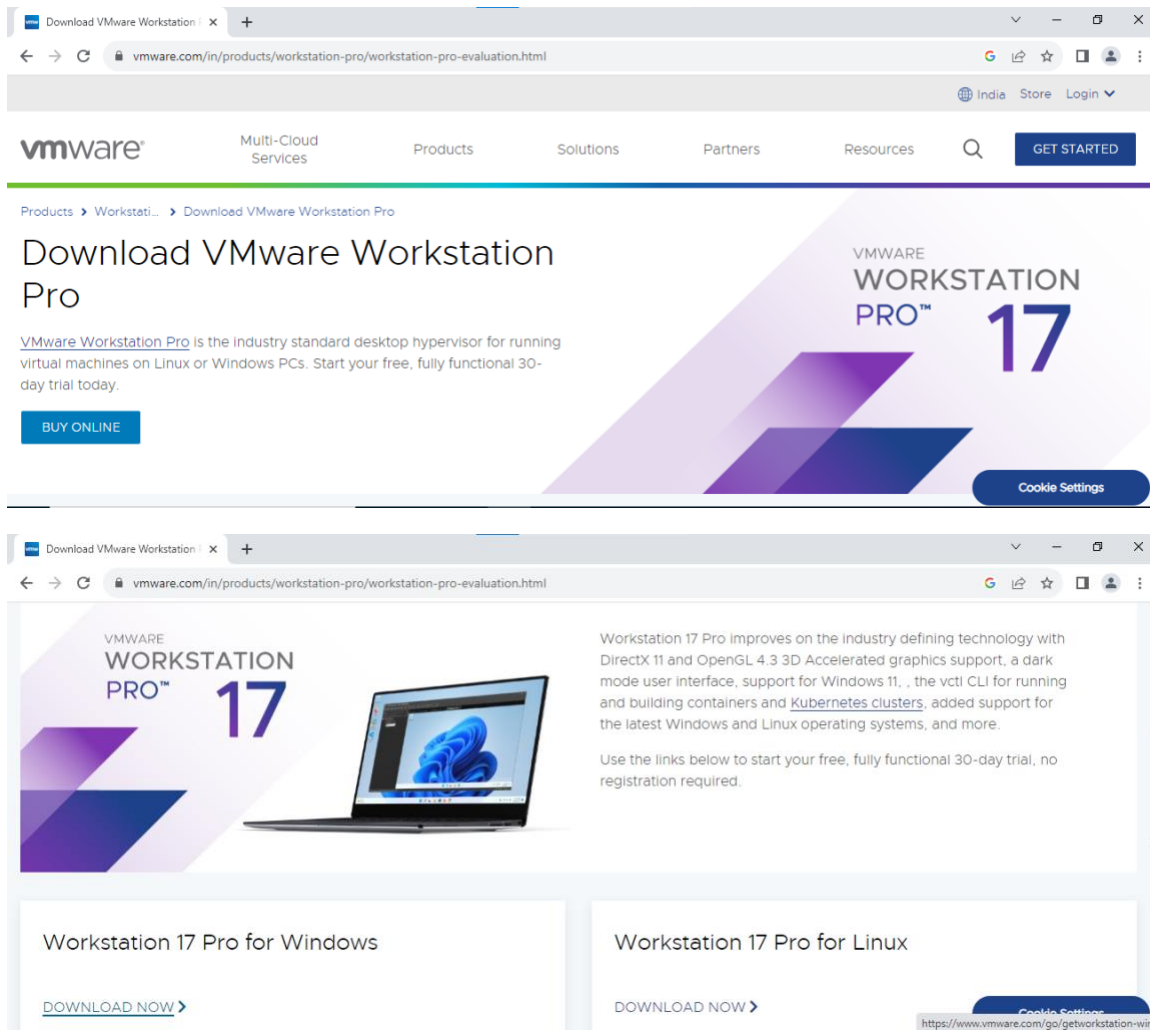 Download VMware Workstation
vmware.com/in/products/workstation-pro/workstation-pro-evaluation.html
India Store Login
vmware®
Multi-Cloud
Services
Products
Solutions
Partners
Resources
GET STARTED
Products > Workstati... > Download VMware Workstation Pro
Download VMware Workstation
Pro
VMware Workstation Pro is the industry standard desktop hypervisor for running
virtual machines on Linux or Windows PCs. Start your free, fully functional 30-
day trial today.
BUY ONLINE
VMWARE
WORKSTATION
PRO™ 17
Cookie Settings
Download VMware Workstation
vmware.com/in/products/workstation-pro/workstation-pro-evaluation.html
VMWARE
WORKSTATION
PRO™ 17
Workstation 17 Pro improves on the industry defining technology with
DirectX 11 and OpenGL 4.3 3D Accelerated graphics support, a dark
mode user interface, support for Windows 11, , the vctl CLI for running
and building containers and Kubernetes clusters, added support for
the latest Windows and Linux operating systems, and more.
Use the links below to start your free, fully functional 30-day trial, no
registration required.
Workstation 17 Pro for Windows
DOWNLOAD NOW >
Workstation 17 Pro for Linux
DOWNLOAD NOW >
Cookie Settings
https://www.vmware.com/go/getworkstation-wi